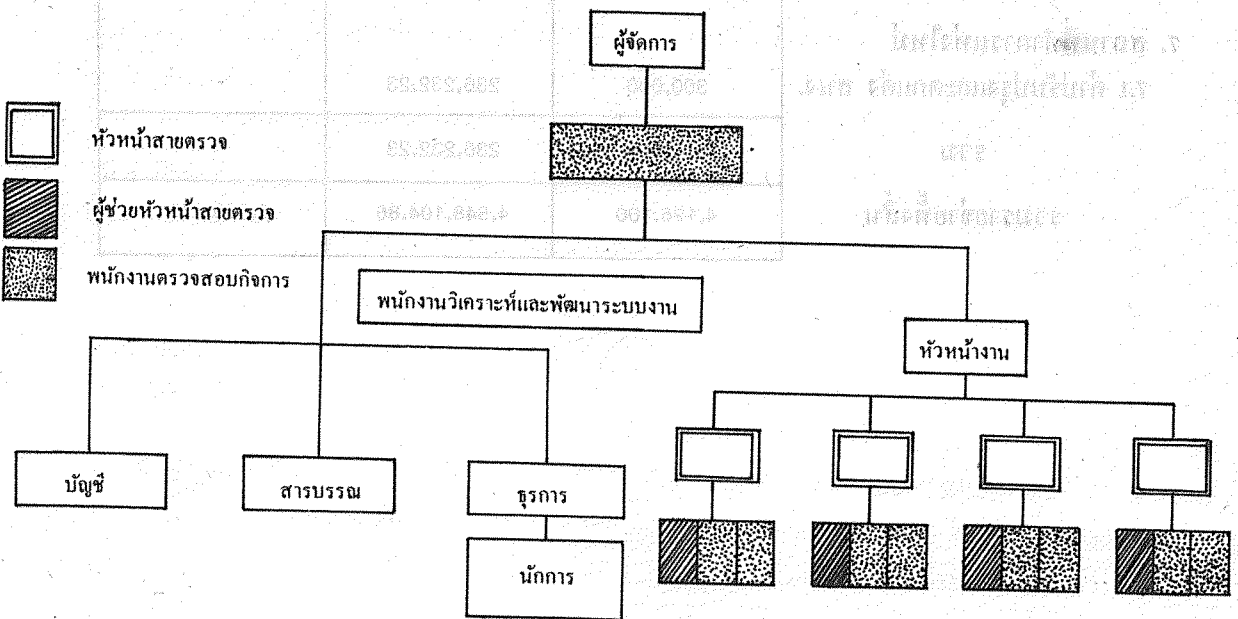 ผู้จัดการ
หัวหน้าสายตรวจ
ผู้ช่วยหัวหน้าสายตรวจ
พนักงานตรวจสอบกิจการ
พนักงานวิเคราะห์และพัฒนาระบบงาน
หัวหน้างาน
บัญชี
สารบรรณ
ธุรการ
นักการ